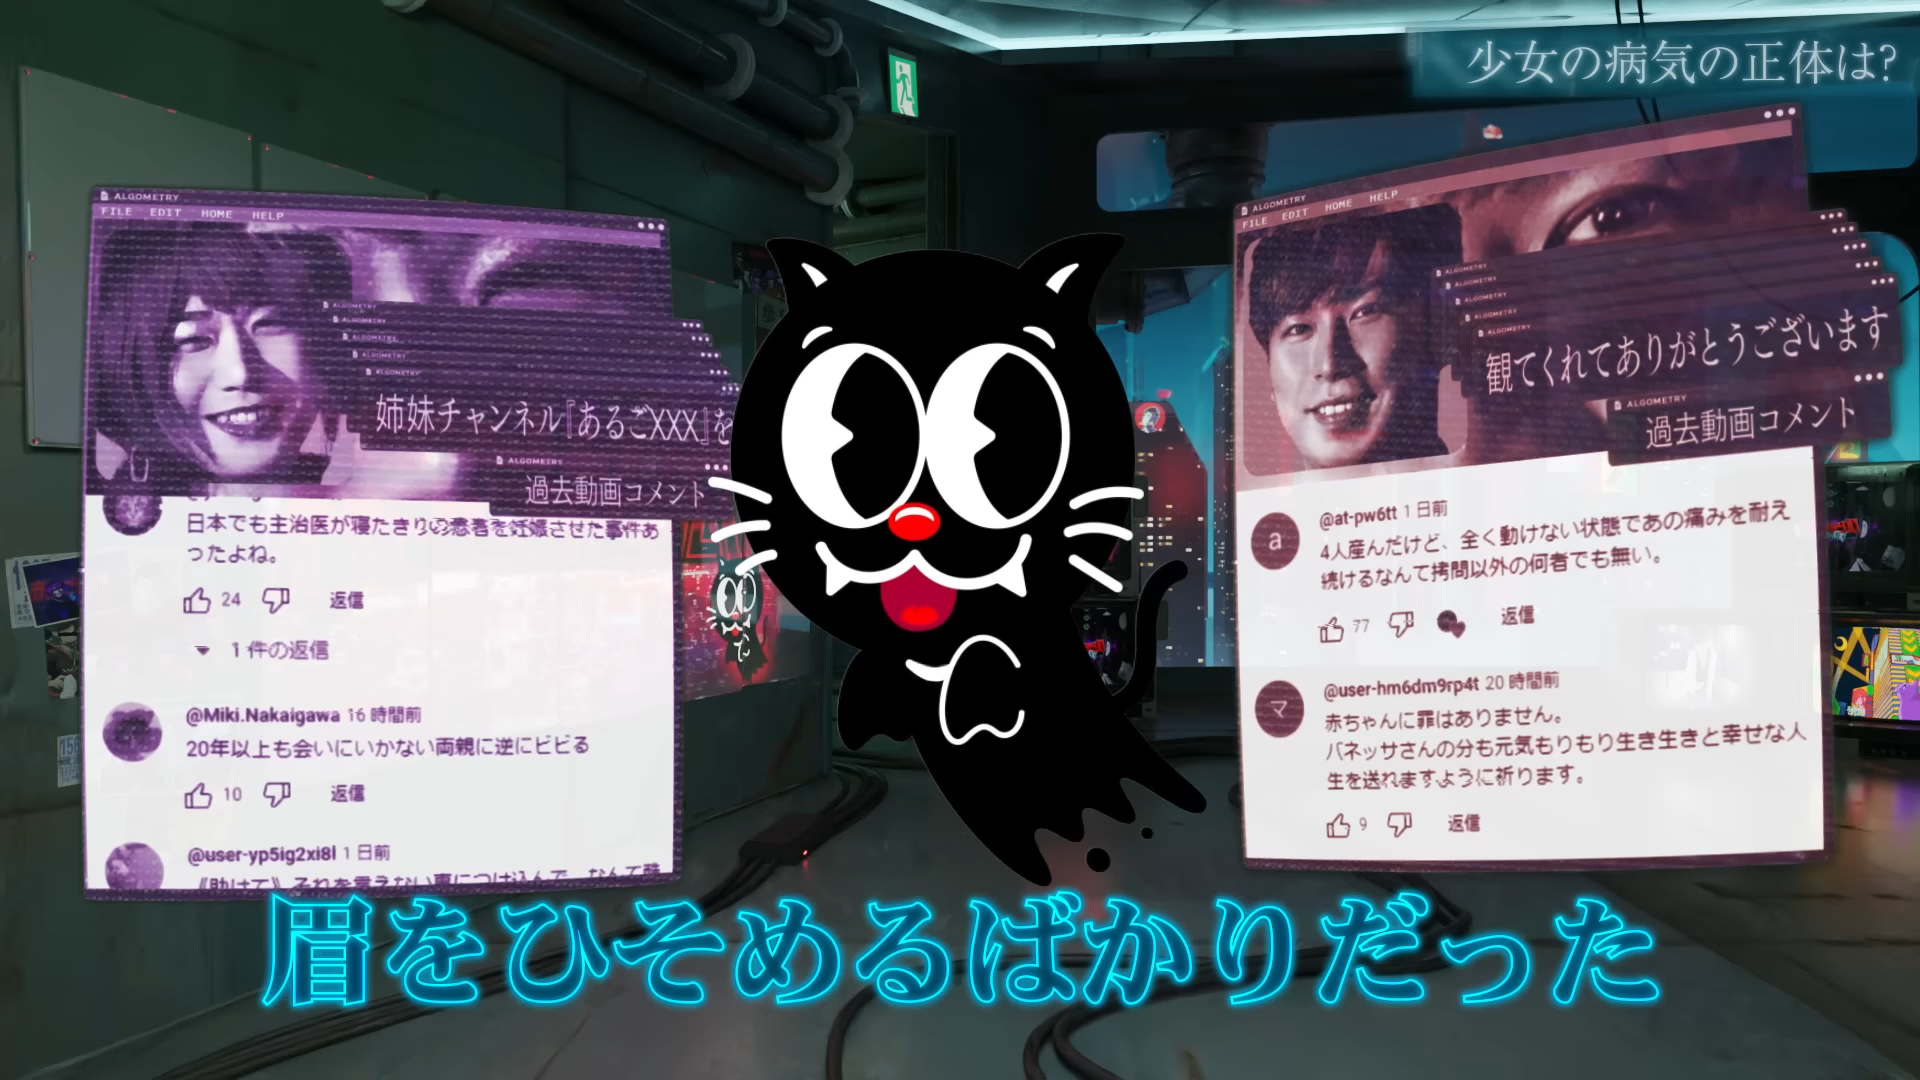 少女の病気の正体は?
ALGOMETRY
FILE EDIT HOME HELP
ALGOMETRY
ALGOMETRY
ALGOMETRY
ALGOMETRY
ALGOMETRY
姉妹チャンネル『あるごXXX』を
ALGOMETRY
過去動画コメント
日本でも主治医が寝たきりの患者を妊娠させた事件あ
ったよね。
24 返信
1 件の返信
@Miki.Nakaigawa 16 時間前
20年以上も会いにいかない両親に逆にビビる
10 返信
@user-yp5ig2xi8l 1 日前
ALGOMETRY
FILE EDIT HOME HELP
ALGOMETRY
ALGOMETRY
ALGOMETRY
ALGOMETRY
ALGOMETRY
観てくれてありがとうございます
ALGOMETRY
過去動画コメント
a
@at-pw6tt 1 日前
4人産んだけど、全く動けない状態であの痛みを耐え
続けるなんて拷問以外の何者でも無い。
77 返信
マ
@user-hm6dm9rp4t 20 時間前
赤ちゃんに罪はありません。
バネッサさんの分も元気もりもり生き生きと幸せな人
生を送れますように祈ります。
9 返信
眉をひそめるばかりだった